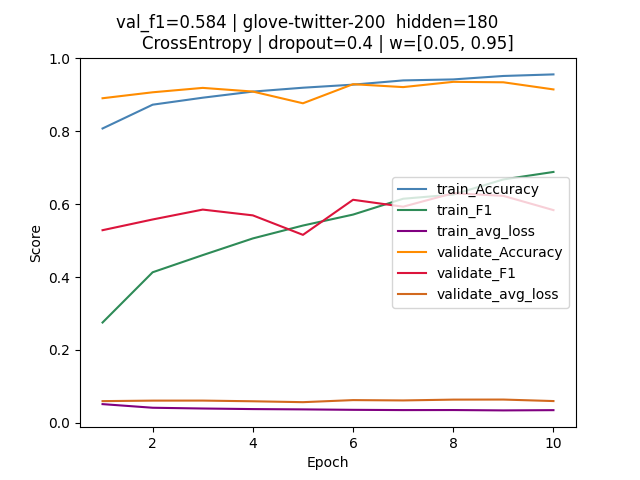 val_f1=0.584 | glove-twitter-200  hidden=180
CrossEntropy | dropout=0.4 | w=[0.05, 0.95]
1.0
0.8
0.6
0.4
0.2
0.0
Score
train_Accuracy
train_F1
train_avg_loss
validate_Accuracy
validate_F1
validate_avg_loss
2 4 6 8 10
Epoch